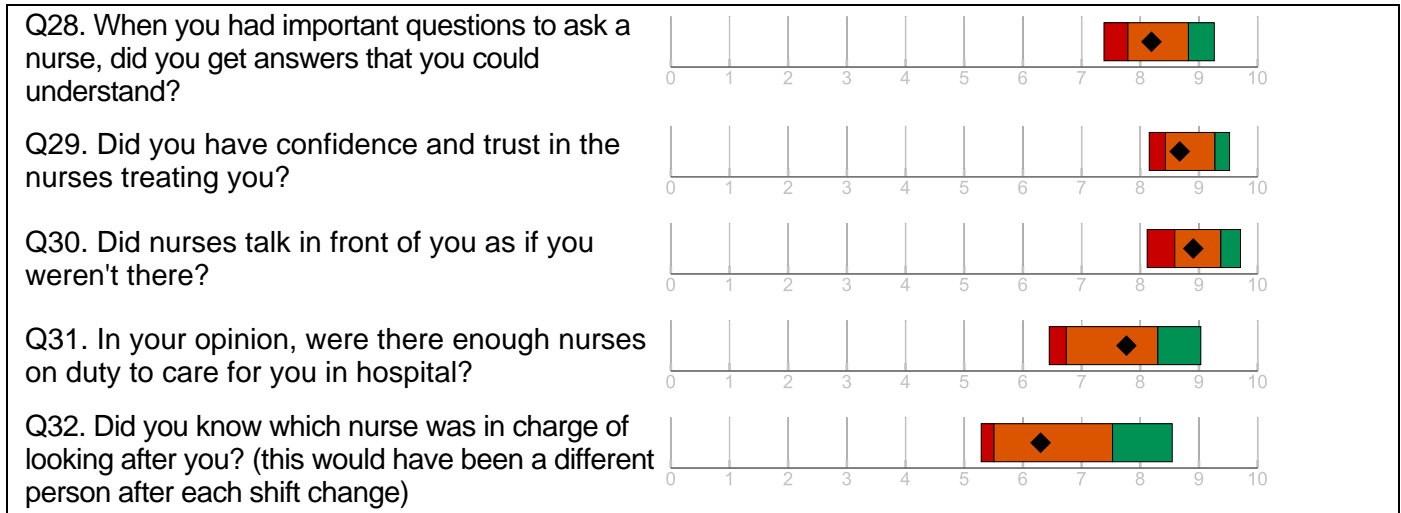 Q28. When you had important questions to ask a
nurse, did you get answers that you could
understand?
0 1 2 3 4 5 6 7 8 9 10
Q29. Did you have confidence and trust in the
nurses treating you?
0 1 2 3 4 5 6 7 8 9 10
Q30. Did nurses talk in front of you as if you
weren't there?
0 1 2 3 4 5 6 7 8 9 10
Q31. In your opinion, were there enough nurses
on duty to care for you in hospital?
0 1 2 3 4 5 6 7 8 9 10
Q32. Did you know which nurse was in charge of
looking after you? (this would have been a different
person after each shift change)
0 1 2 3 4 5 6 7 8 9 10